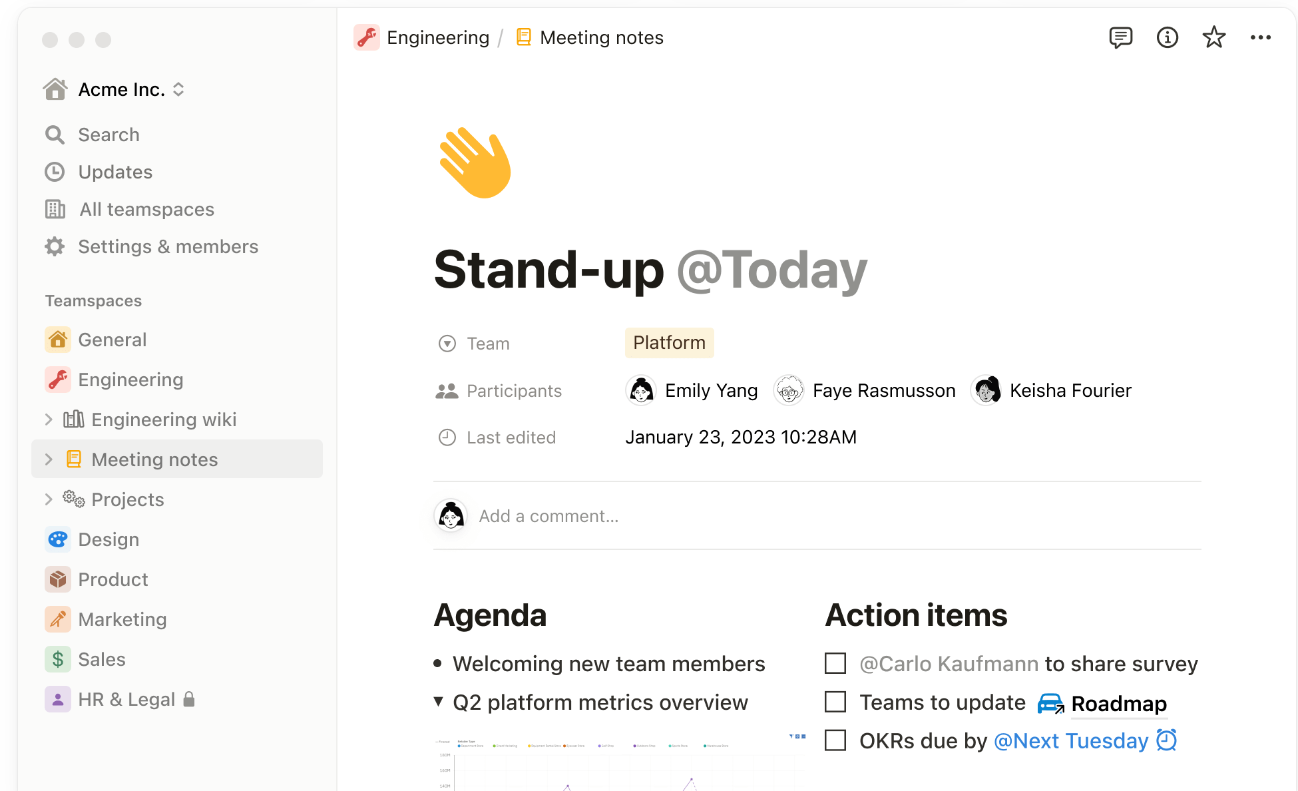 Acme Inc.
Search
Updates
All teamspaces
Settings & members
Teamspaces
General
Engineering
Engineering wiki
Meeting notes
Projects
Design
Product
Marketing
Sales
HR & Legal
Engineering / Meeting notes
Stand-up @Today
Team Platform
Participants Emily Yang Faye Rasmusson Keisha Fourier
Last edited January 23, 2023 10:28AM
Add a comment...
Agenda
• Welcoming new team members
Q2 platform metrics overview
Action items
@Carlo Kaufmann to share survey
Teams to update Roadmap
OKRs due by @Next Tuesday